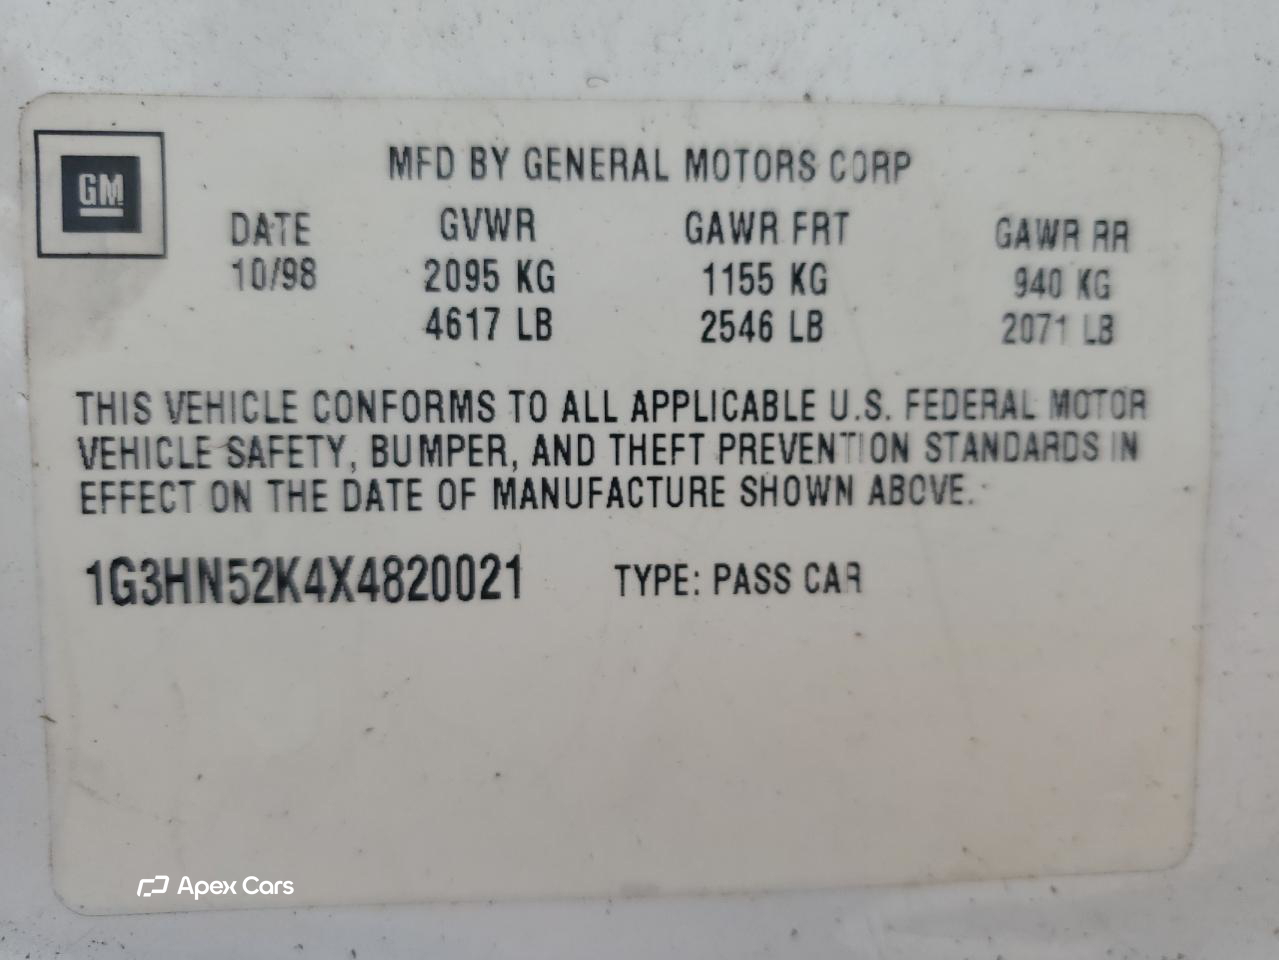 GM
MFD BY GENERAL MOTORS CORP
DATE GVWR GAWR FRT GAWR RR
10/98 2095 KG 1155 KG 940 KG
4617 LB 2546 LB 2071 LB
THIS VEHICLE CONFORMS TO ALL APPLICABLE U.S. FEDERAL MOTOR
VEHICLE SAFETY, BUMPER, AND THEFT PREVENTION STANDARDS IN
EFFECT ON THE DATE OF MANUFACTURE SHOWN ABOVE.
1G3HN52K4X4820021 TYPE: PASS CAR
Apex Cars